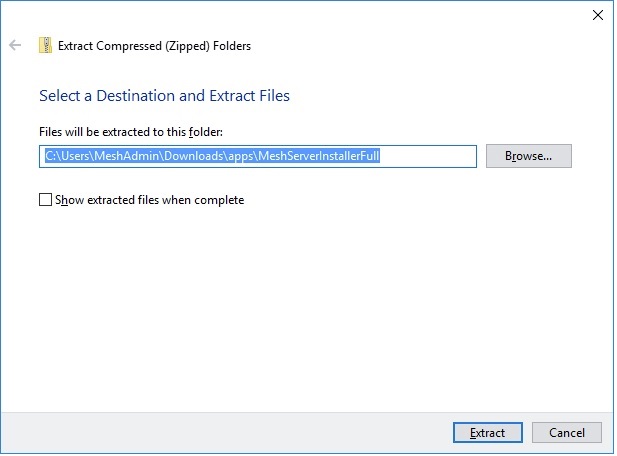 Extract Compressed (Zipped) Folders
Select a Destination and Extract Files
Files will be extracted to this folder:
C:\Users\MeshAdmin\Downloads\apps\MeshServerInstallerFull
Browse...
Show extracted files when complete
Extract
Cancel